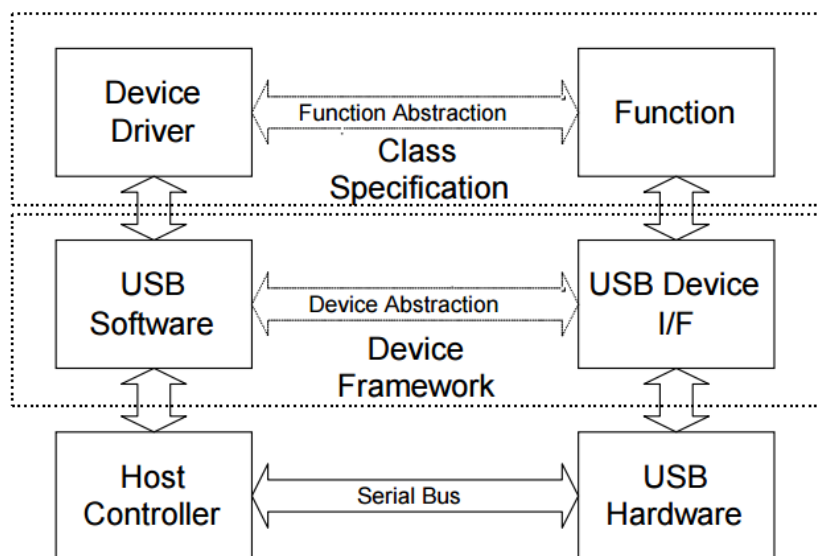 Device
Driver
Function Abstraction
Function
Class
Specification
USB
Software
Device Abstraction
USB Device
I/F
Device
Framework
Host
Controller
Serial Bus
USB
Hardware